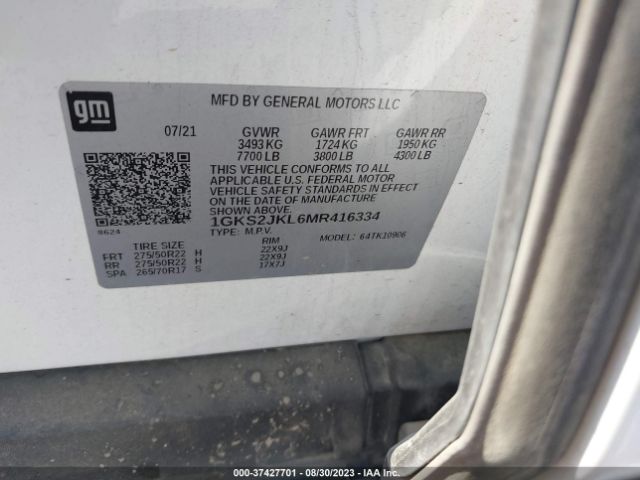 gm
MFD BY GENERAL MOTORS LLC
07/21 GVWR GAWR FRT GAWR RR
3493 KG 1724 KG 1950 KG
7700 LB 3800 LB 4300 LB
THIS VEHICLE CONFORMS TO ALL
APPLICABLE U.S. FEDERAL MOTOR
VEHICLE SAFETY STANDARDS IN EFFECT
ON THE DATE OF MANUFACTURE
1GKS2JKL6MR416334
9624 TYPE: M.P.V. MODEL: 64TK10906
TIRE SIZE RIM
FRT 275/50R22 H 22X9J
RR 275/50R22 H 22X9J
SPA 265/70R17 S 17X7J
000-37427701 - 08/30/2023 - IAA Inc.